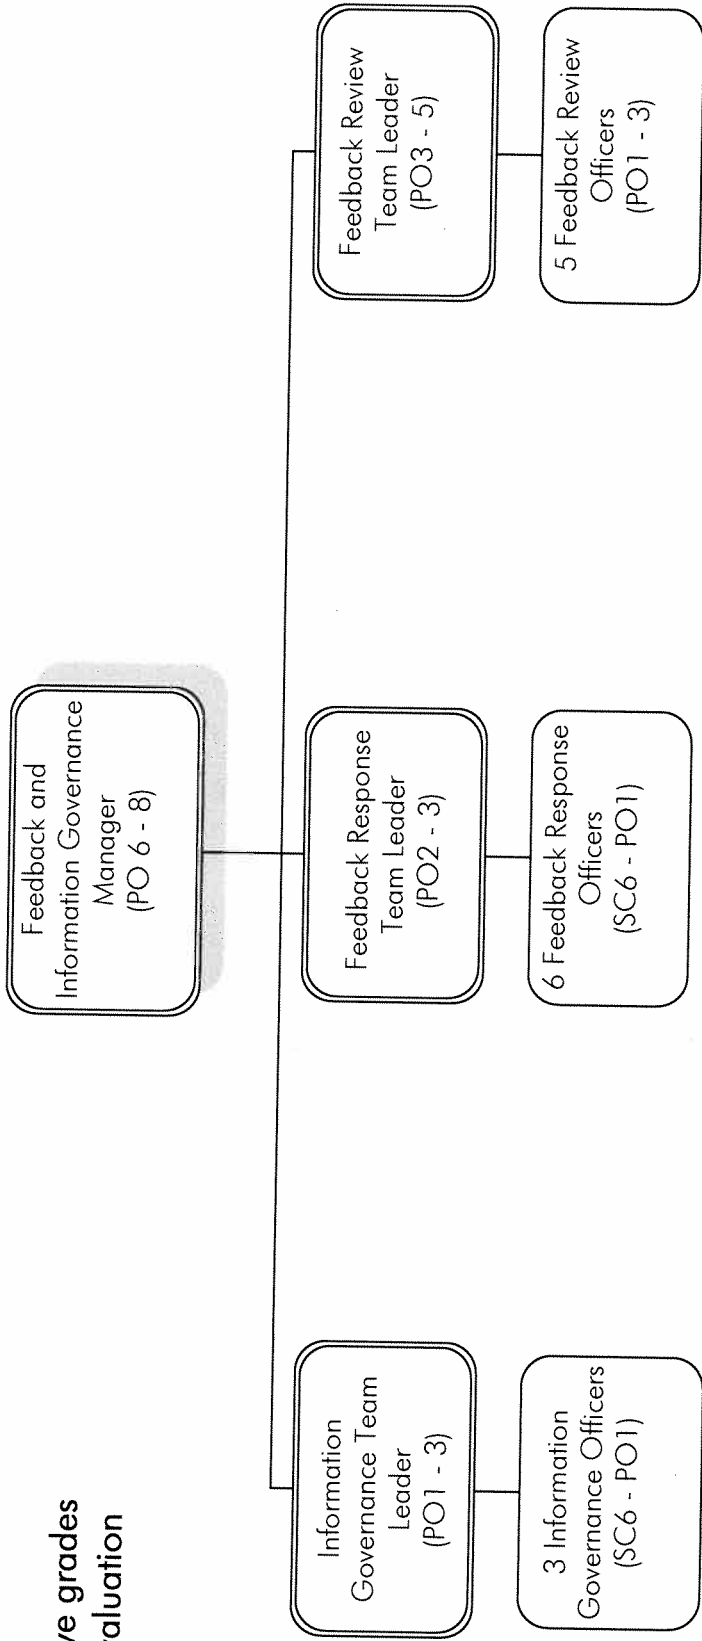 ve grades
valuation
Feedback and
Information Governance
Manager
(PO 6 - 8)
Information
Governance Team
Leader
(PO1 - 3)
3 Information
Governance Officers
(SC6 - PO1)
Feedback Response
Team Leader
(PO2 - 3)
6 Feedback Response
Officers
(SC6 - PO1)
Feedback Review
Team Leader
(PO3 - 5)
5 Feedback Review
Officers
(PO1 - 3)